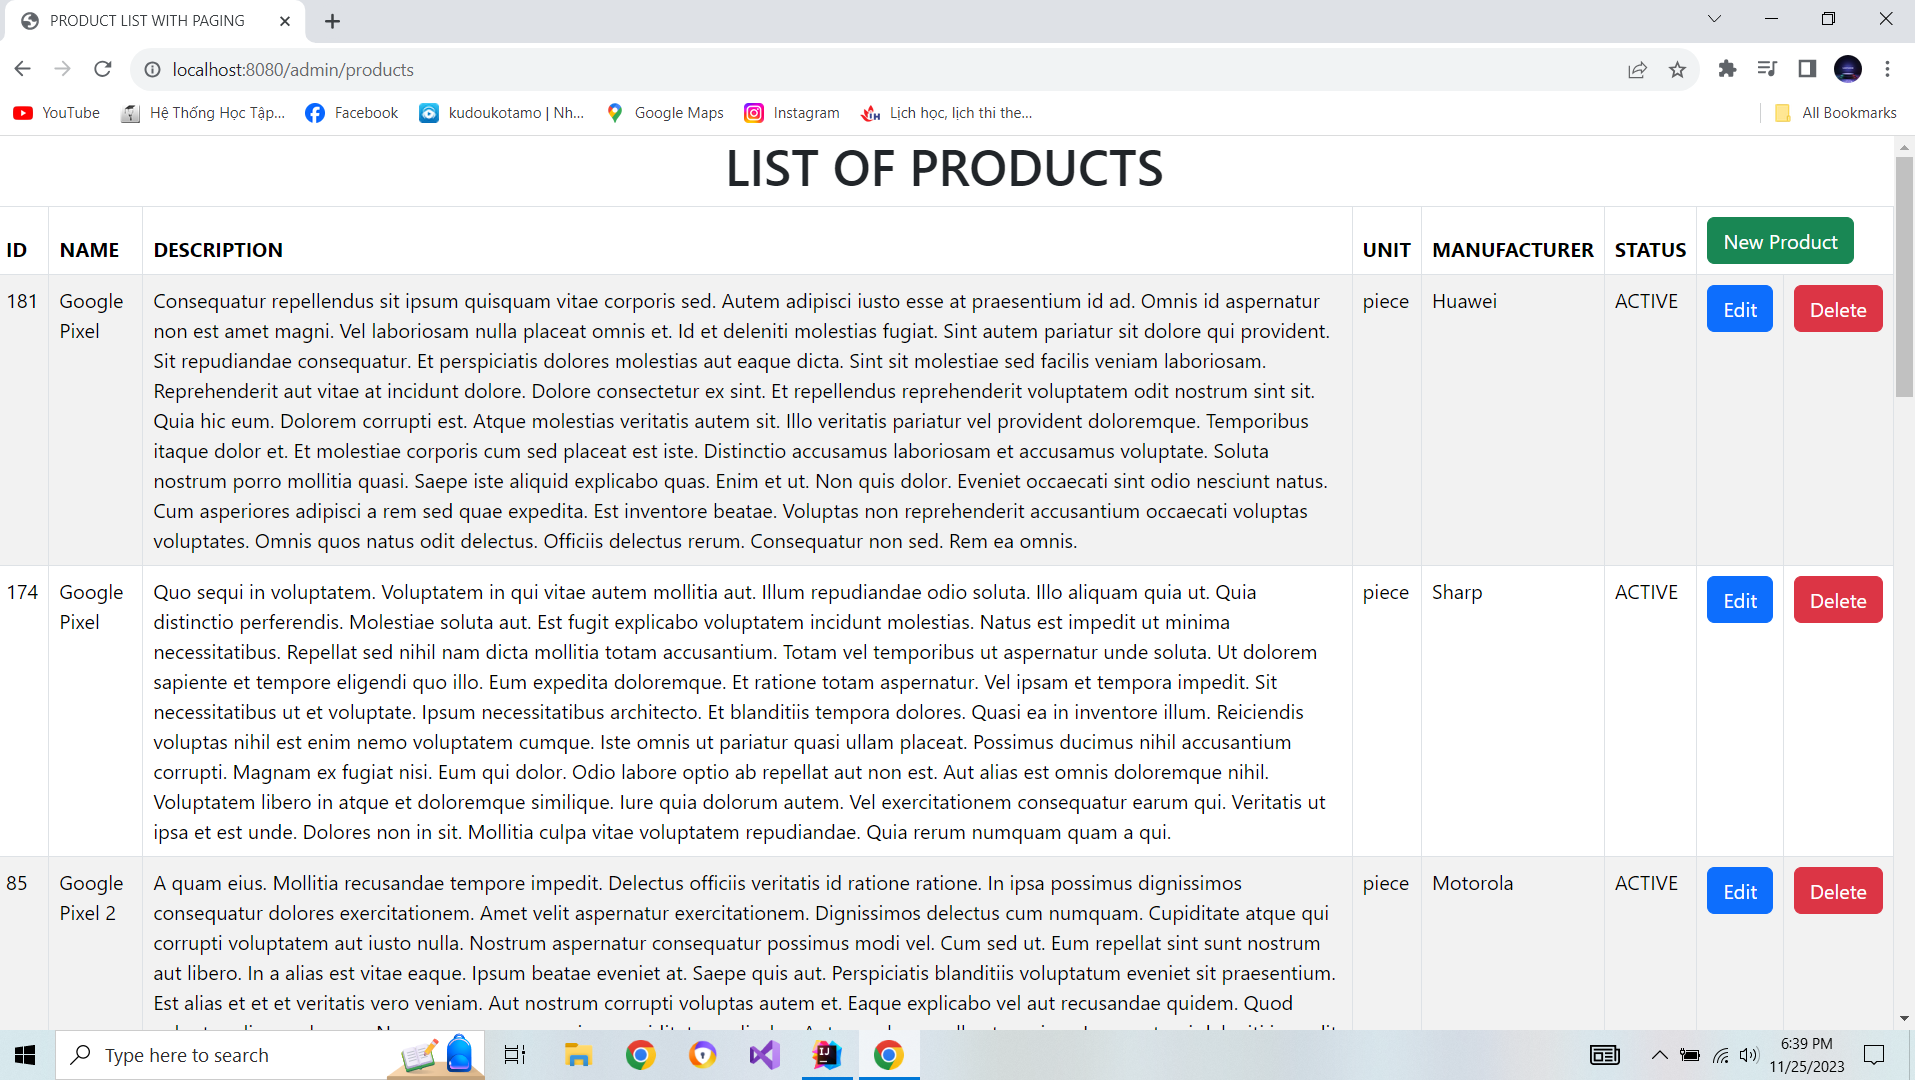 PRODUCT LIST WITH PAGING
localhost:8080/admin/products
YouTube
Hệ Thống Học Tập...
Facebook
kudoukotamo | Nh...
Google Maps
Instagram
Lịch học, lịch thi the...
All Bookmarks
LIST OF PRODUCTS
ID NAME DESCRIPTION UNIT MANUFACTURER STATUS New Product
181 Google Pixel
Consequatur repellendus sit ipsum quisquam vitae corporis sed. Autem adipisci iusto esse at praesentium id ad. Omnis id aspernatur
non est amet magni. Vel laboriosam nulla placeat omnis et. Id et deleniti molestias fugiat. Sint autem pariatur sit dolore qui provident.
Sit repudiandae consequatur. Et perspiciatis dolores molestias aut eaque dicta. Sint sit molestiae sed facilis veniam laboriosam.
Reprehenderit aut vitae at incidunt dolore. Dolore consectetur ex sint. Et repellendus reprehenderit voluptatem odit nostrum sint sit.
Quia hic eum. Dolorem corrupti est. Atque molestias veritatis autem sit. Illo veritatis pariatur vel provident doloremque. Temporibus
itaque dolor et. Et molestiae corporis cum sed placeat est iste. Distinctio accusamus laboriosam et accusamus voluptate. Soluta
nostrum porro mollitia quasi. Saepe iste aliquid explicabo quas. Enim et ut. Non quis dolor. Eveniet occaecati sint odio nesciunt natus.
Cum asperiores adipisci a rem sed quae expedita. Est inventore beatae. Voluptas non reprehenderit accusantium occaecati voluptas
voluptates. Omnis quos natus odit delectus. Officiis delectus rerum. Consequatur non sed. Rem ea omnis.
piece Huawei ACTIVE Edit Delete
174 Google Pixel
Quo sequi in voluptatem. Voluptatem in qui vitae autem mollitia aut. Illum repudiandae odio soluta. Illo aliquam quia ut. Quia
distinctio perferendis. Molestiae soluta aut. Est fugit explicabo voluptatem incidunt molestias. Natus est impedit ut minima
necessitatibus. Repellat sed nihil nam dicta mollitia totam accusantium. Totam vel temporibus ut aspernatur unde soluta. Ut dolorem
sapiente et tempore eligendi quo illo. Eum expedita doloremque. Et ratione totam aspernatur. Vel ipsam et tempora impedit. Sit
necessitatibus ut et voluptate. Ipsum necessitatibus architecto. Et blanditiis tempora dolores. Quasi ea in inventore illum. Reiciendis
voluptas nihil est enim nemo voluptatem cumque. Iste omnis ut pariatur quasi ullam placeat. Possimus ducimus nihil accusantium
corrupti. Magnam ex fugiat nisi. Eum qui dolor. Odio labore optio ab repellat aut non est. Aut alias est omnis doloremque nihil.
Voluptatem libero in atque et doloremque similique. Iure quia dolorum autem. Vel exercitationem consequatur earum qui. Veritatis ut
ipsa et est unde. Dolores non in sit. Mollitia culpa vitae voluptatem repudiandae. Quia rerum numquam quam a qui.
piece Sharp ACTIVE Edit Delete
85 Google Pixel 2
A quam eius. Mollitia recusandae tempore impedit. Delectus officiis veritatis id ratione ratione. In ipsa possimus dignissimos
consequatur dolores exercitationem. Amet velit aspernatur exercitationem. Dignissimos delectus cum numquam. Cupiditate atque qui
corrupti voluptatem aut iusto nulla. Nostrum aspernatur consequatur possimus modi vel. Cum sed ut. Eum repellat sint sunt nostrum
aut libero. In a alias est vitae eaque. Ipsum beatae eveniet at. Saepe quis aut. Perspiciatis blanditiis voluptatum eveniet sit praesentium.
Est alias et et et veritatis vero veniam. Aut nostrum corrupti voluptas autem et. Eaque explicabo vel aut recusandae quidem. Quod
piece Motorola ACTIVE Edit Delete
Type here to search
6:39 PM
11/25/2023